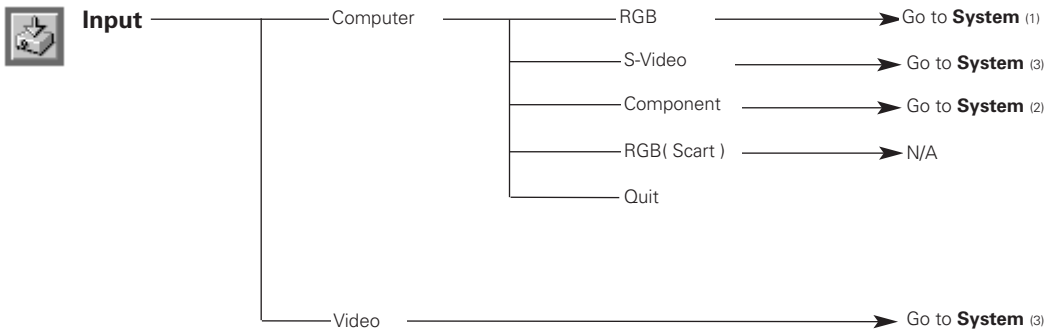 Input
Computer
RGB
Go to System (1)
S-Video
Go to System (3)
Component
Go to System (2)
RGB( Scart )
N/A
Quit
Video
Go to System (3)